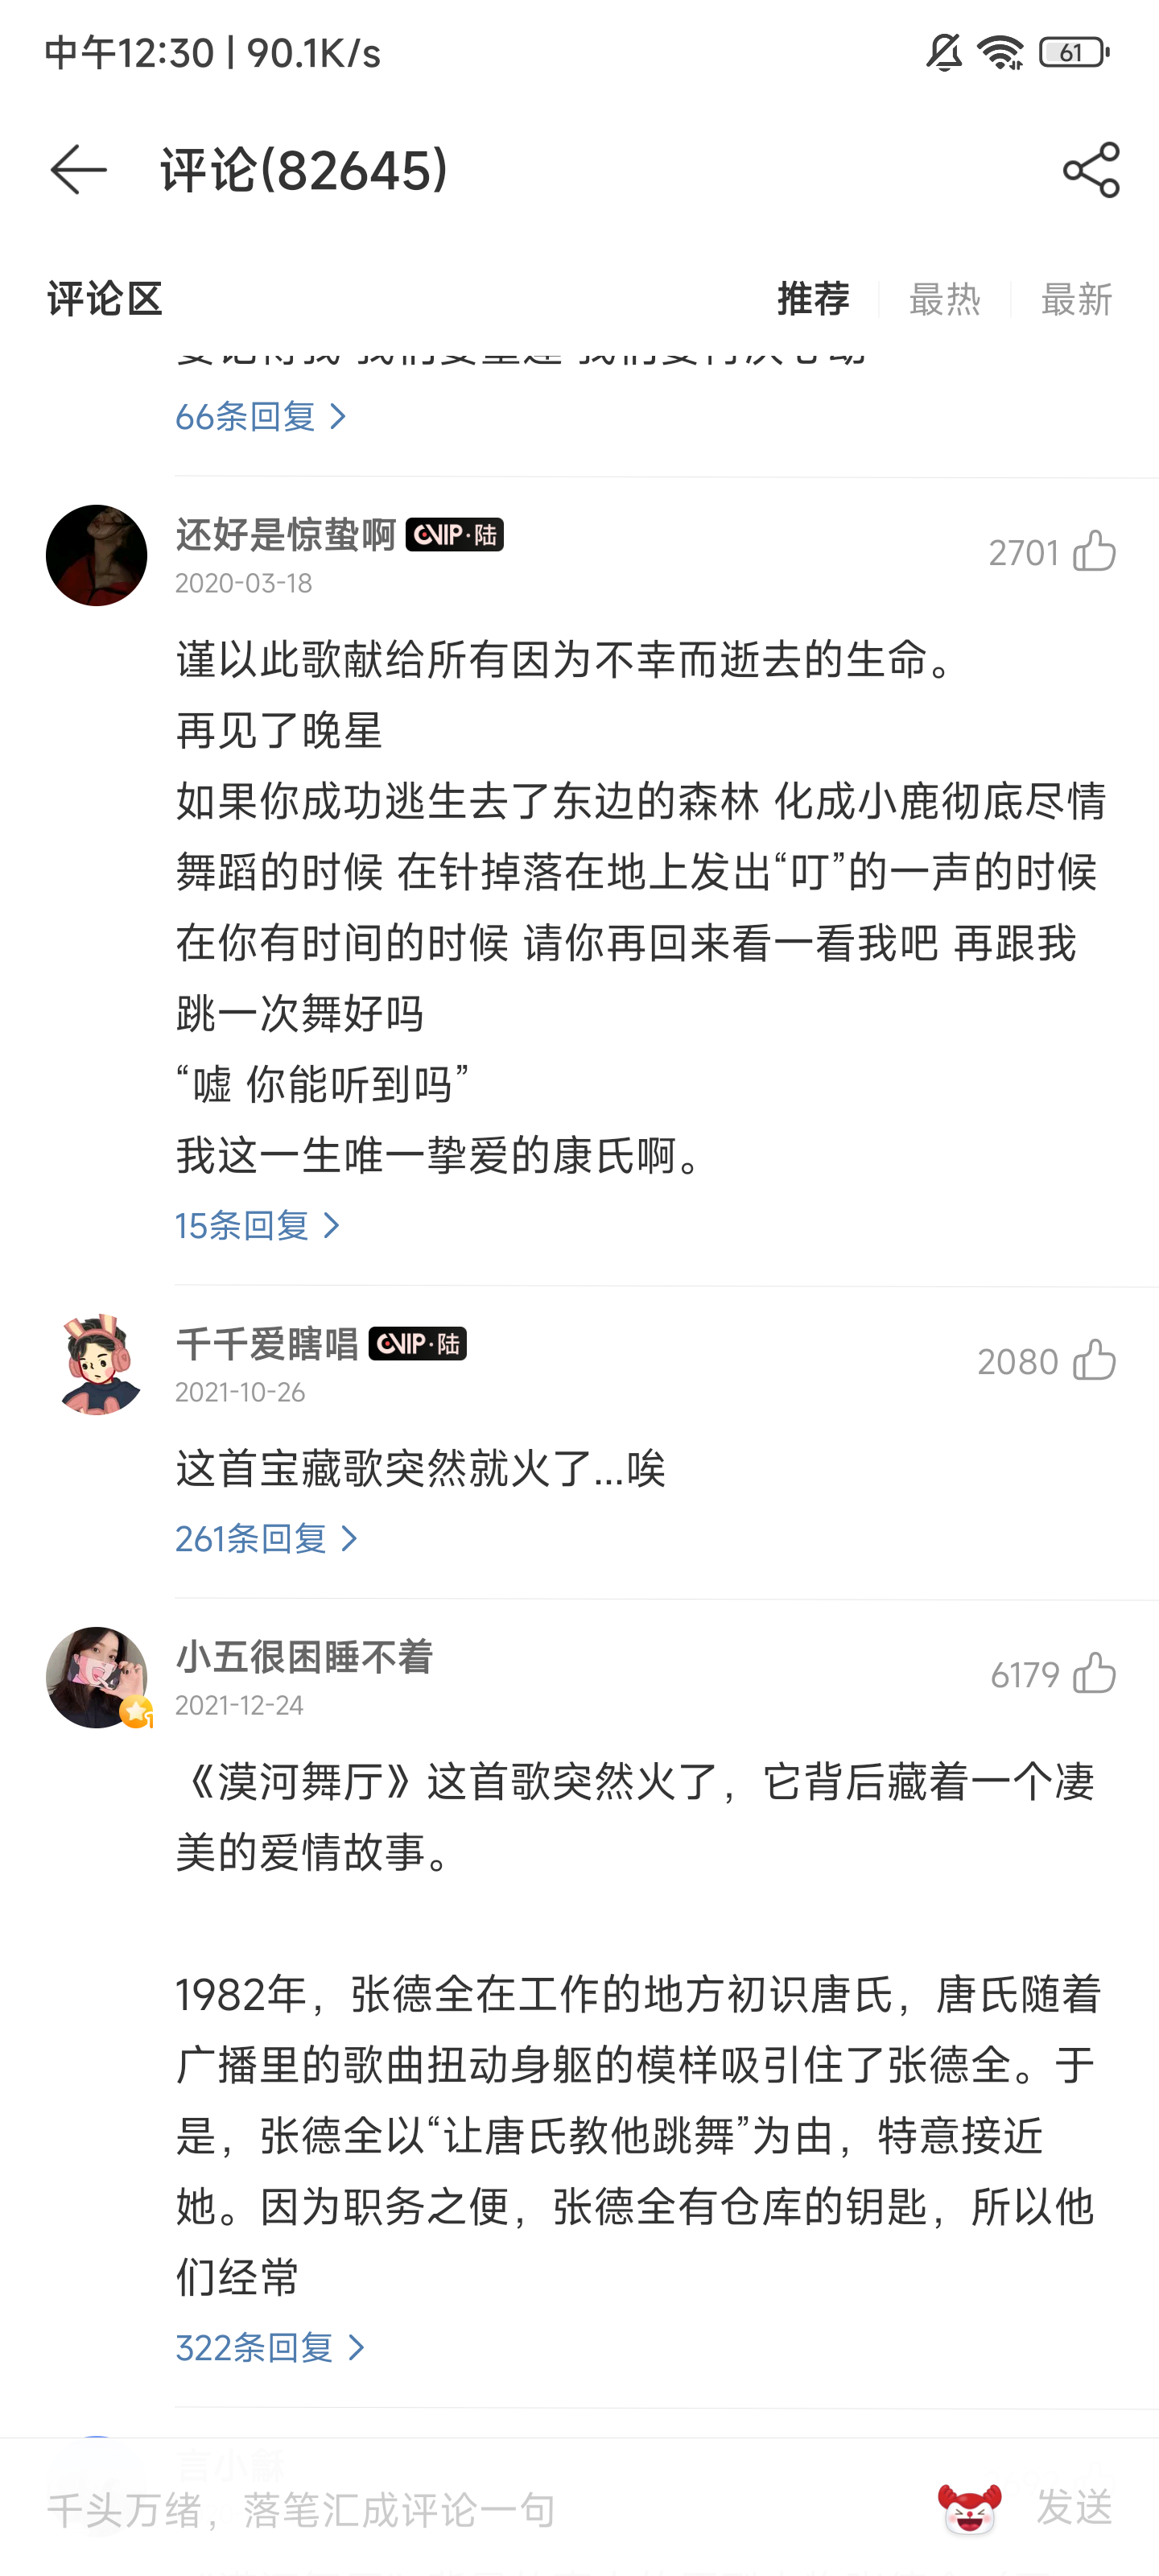 中午12:30 | 90.1K/s
61
评论(82645)
评论区
推荐
最热
最新
66条回复
还好是惊蛰啊 VIP·陆
2020-03-18
2701
谨以此歌献给所有因为不幸而逝去的生命。
再见了晚星
如果你成功逃生去了东边的森林 化成小鹿彻底尽情
舞蹈的时候 在针掉落在地上发出“叮”的一声的时候
在你有时间的时候 请你再回来看一看我吧 再跟我
跳一次舞好吗
“嘘 你能听到吗”
我这一生唯一挚爱的康氏啊。
15条回复
千千爱瞎唱 VIP·陆
2021-10-26
2080
这首宝藏歌突然就火了...唉
261条回复
小五很困睡不着
2021-12-24
6179
《漠河舞厅》这首歌突然火了，它背后藏着一个凄
美的爱情故事。
1982年，张德全在工作的地方初识唐氏，唐氏随着
广播里的歌曲扭动身躯的模样吸引住了张德全。于
是，张德全以“让唐氏教他跳舞”为由，特意接近
她。因为职务之便，张德全有仓库的钥匙，所以他
们经常
322条回复
千头万绪，落笔汇成评论一句
发送